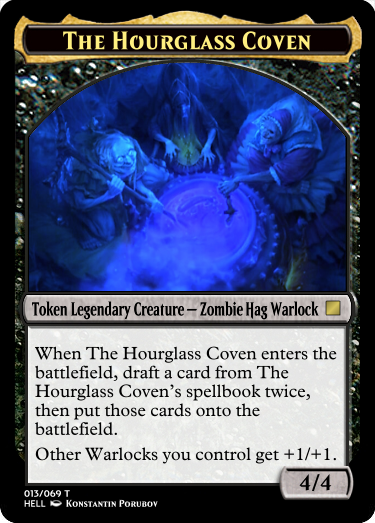 The Hourglass Coven
Token Legendary Creature — Zombie Hag Warlock
When The Hourglass Coven enters the
battlefield, draft a card from The
Hourglass Coven's spellbook twice,
then put those cards onto the
battlefield.
Other Warlocks you control get +1/+1.
4/4
013/069 T
HELL Konstantin Porubov